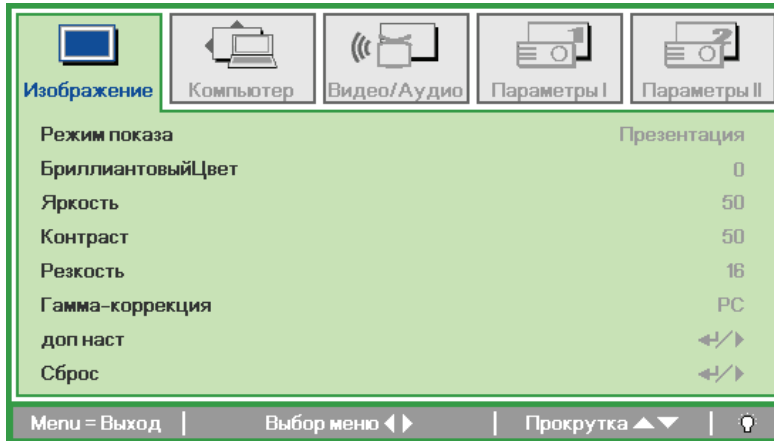 Изображение Компьютер Видео/Аудио Параметры I Параметры II
Режим показа Презентация
БриллиантовыйЦвет 0
Яркость 50
Контраст 50
Резкость 16
Гамма-коррекция PC
доп наст ↵/▶
Сброс ↵/▶
Menu = Выход | Выбор меню ◀ ▶ | Прокрутка ▲▼ |